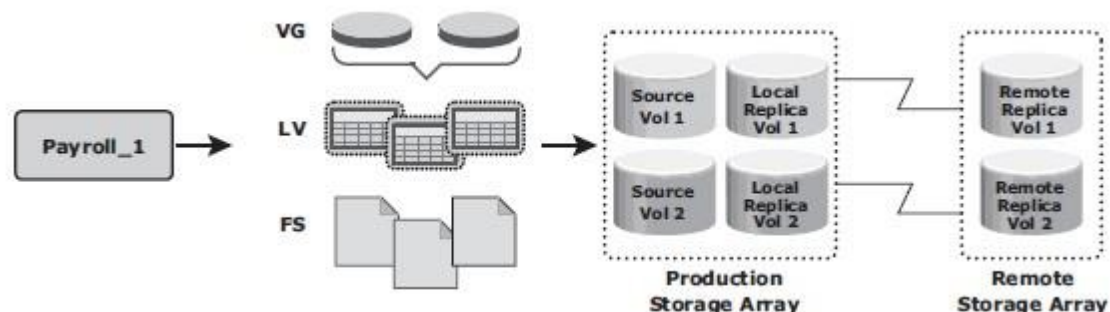 VG
LV
FS
Payroll_1
Source
Vol 1
Local
Replica
Vol 1
Source
Vol 2
Local
Replica
Vol 2
Production
Storage Array
Remote
Replica
Vol 1
Remote
Replica
Vol 2
Remote
Storage Array